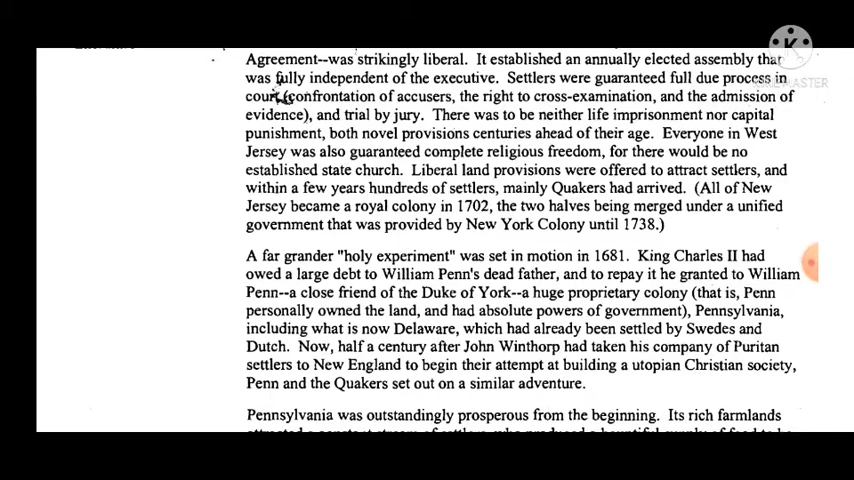 Agreement--was strikingly liberal. It established an annually elected assembly that
was fully independent of the executive. Settlers were guaranteed full due process in
court (confrontation of accusers, the right to cross-examination, and the admission of
evidence), and trial by jury. There was to be neither life imprisonment nor capital
punishment, both novel provisions centuries ahead of their age. Everyone in West
Jersey was also guaranteed complete religious freedom, for there would be no
established state church. Liberal land provisions were offered to attract settlers, and
within a few years hundreds of settlers, mainly Quakers had arrived. (All of New
Jersey became a royal colony in 1702, the two halves being merged under a unified
government that was provided by New York Colony until 1738.)
A far grander "holy experiment" was set in motion in 1681. King Charles II had
owed a large debt to William Penn's dead father, and to repay it he granted to William
Penn--a close friend of the Duke of York--a huge proprietary colony (that is, Penn
personally owned the land, and had absolute powers of government), Pennsylvania,
including what is now Delaware, which had already been settled by Swedes and
Dutch. Now, half a century after John Winthorp had taken his company of Puritan
settlers to New England to begin their attempt at building a utopian Christian society,
Penn and the Quakers set out on a similar adventure.
Pennsylvania was outstandingly prosperous from the beginning. Its rich farmlands